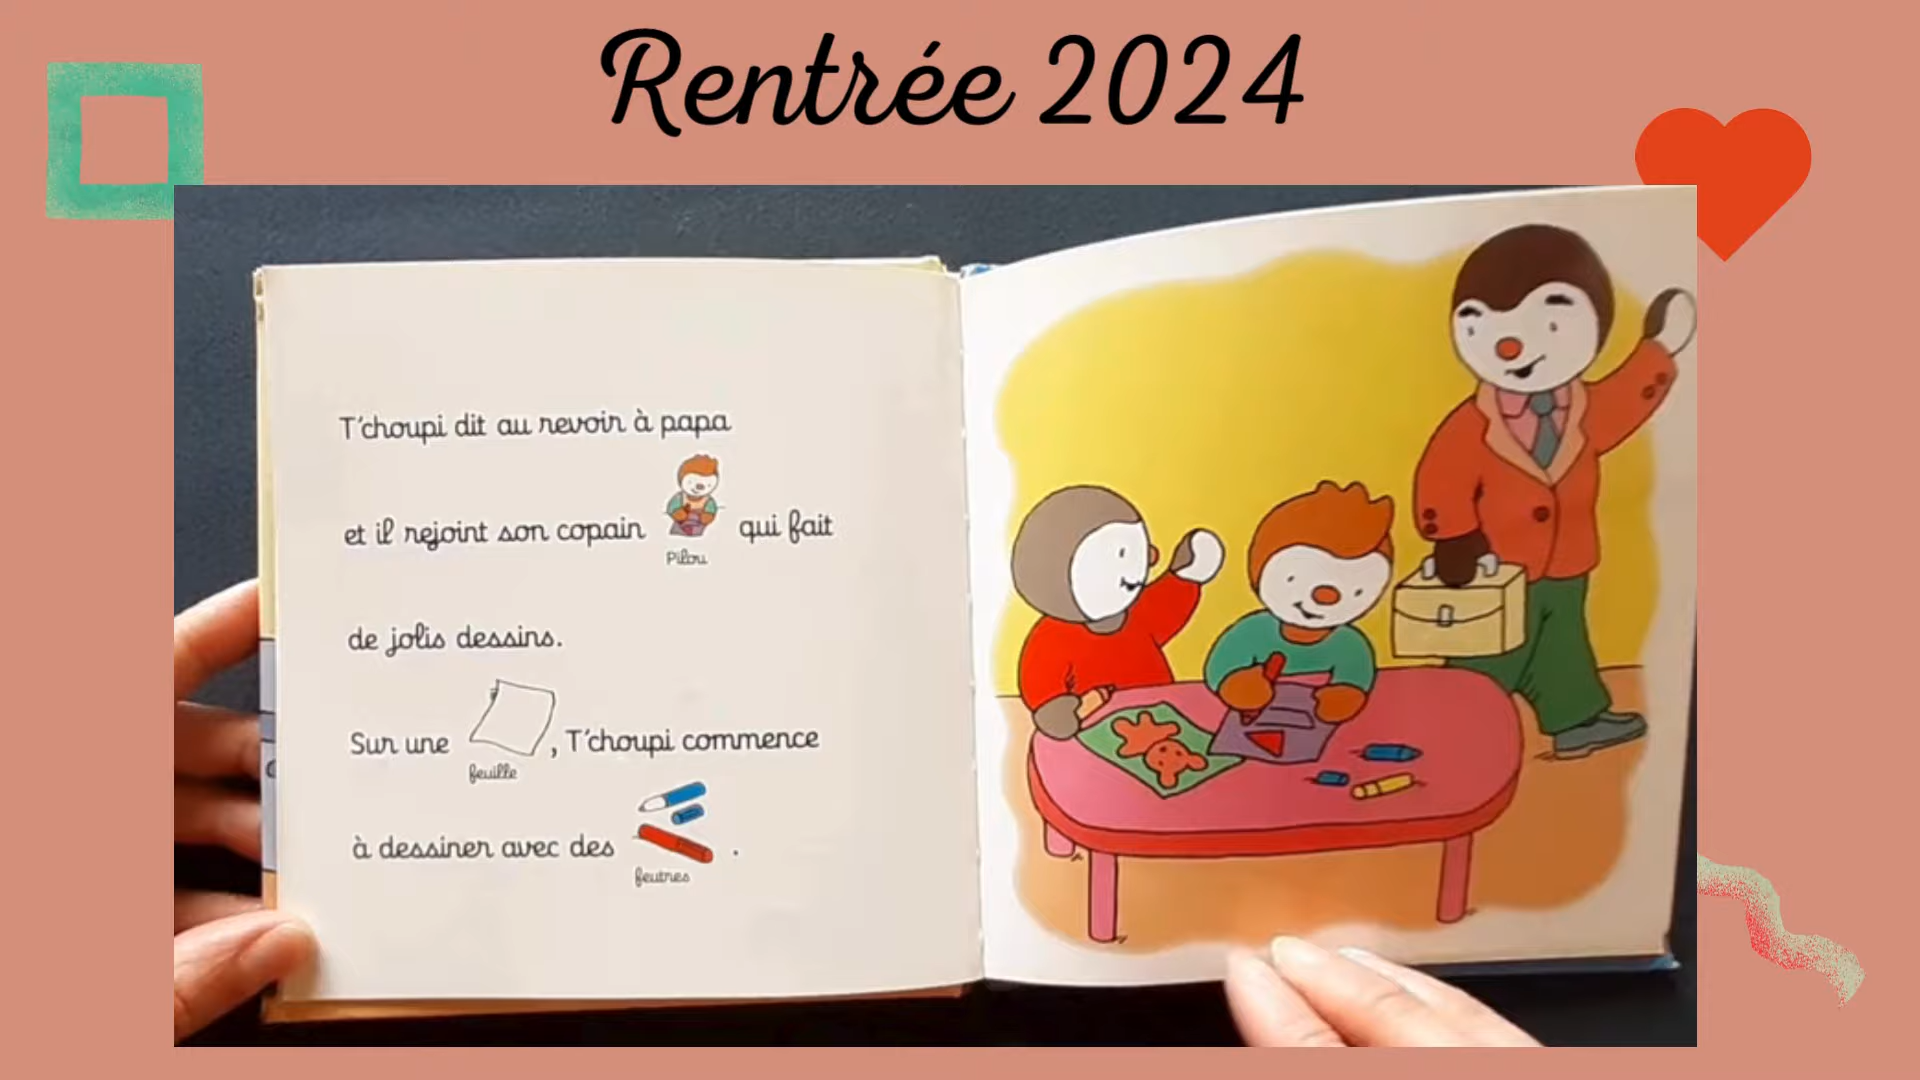 Rentrée 2024
T'choupi dit au revoir à papa
et il rejoint son copain qui fait
Pilou
de jolis dessins.
Sur une , T'choupi commence
feuille
à dessiner avec des .
feutres